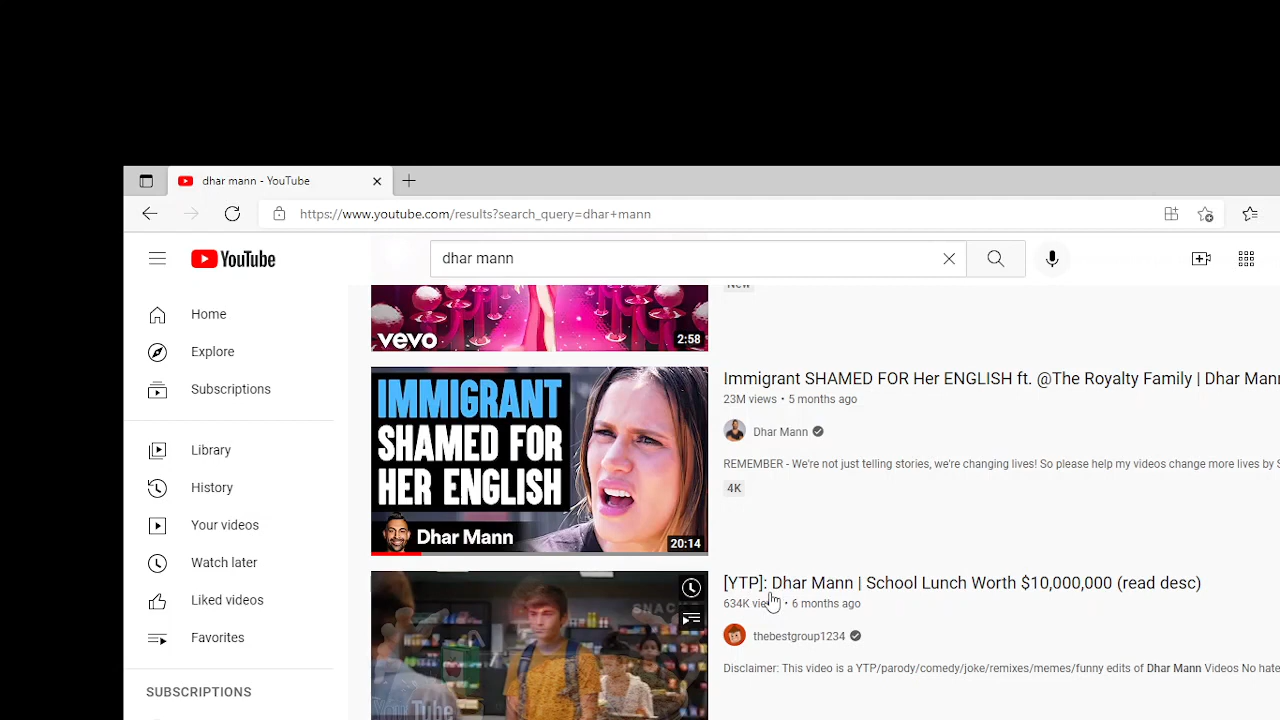 dhar mann - YouTube
https://www.youtube.com/results?search_query=dhar+mann
YouTube
dhar mann
New
vevo
2:58
Home
Explore
Subscriptions
Library
History
Your videos
Watch later
Liked videos
Favorites
SUBSCRIPTIONS
IMMIGRANT
SHAMED FOR
HER ENGLISH
Dhar Mann
20:14
Immigrant SHAMED FOR Her ENGLISH ft. @The Royalty Family | Dhar Mann
23M views • 5 months ago
Dhar Mann
REMEMBER - We're not just telling stories, we're changing lives! So please help my videos change more lives by
4K
SNACKS
YouTube
[YTP]: Dhar Mann | School Lunch Worth $10,000,000 (read desc)
634K views • 6 months ago
thebestgroup1234
Disclaimer: This video is a YTP/parody/comedy/joke/remixes/memes/funny edits of Dhar Mann Videos No hate